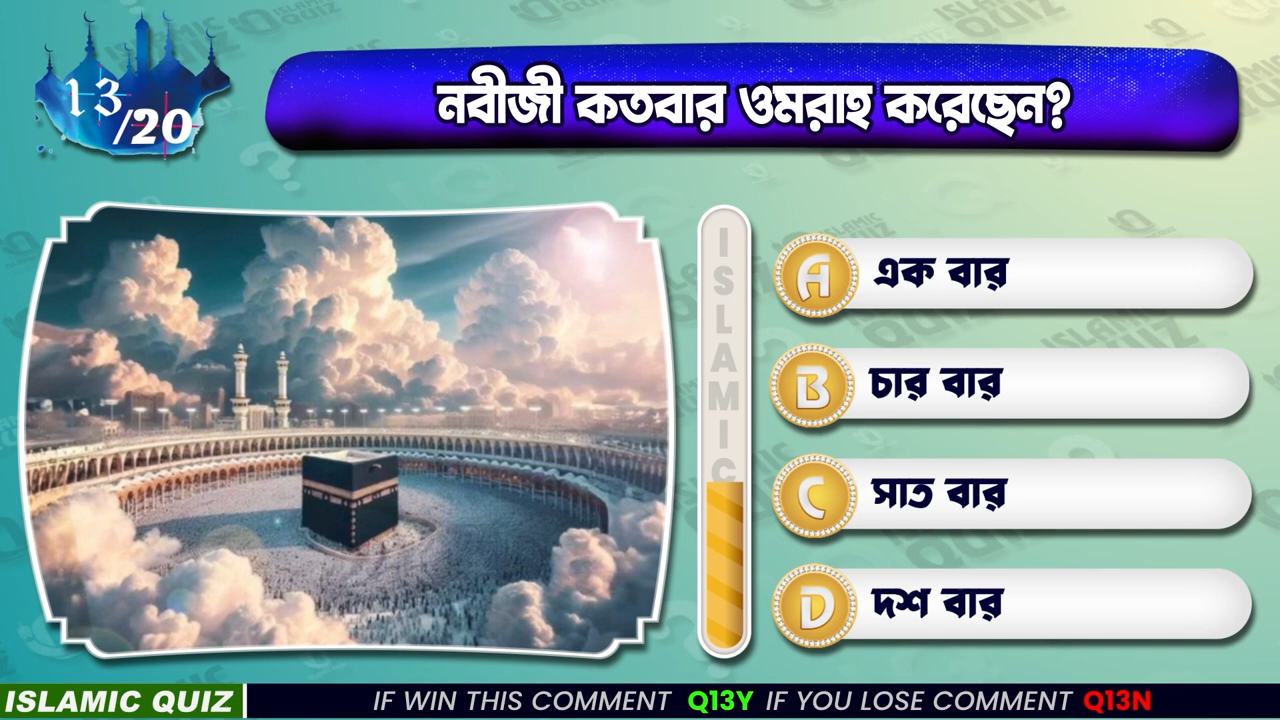 13/20
নবীজী কতবার ওমরাহ করেছেন?
ISLAMIC
A এক বার
B চার বার
C সাত বার
D দশ বার
ISLAMIC QUIZ
IF WIN THIS COMMENT Q13Y IF YOU LOSE COMMENT Q13N